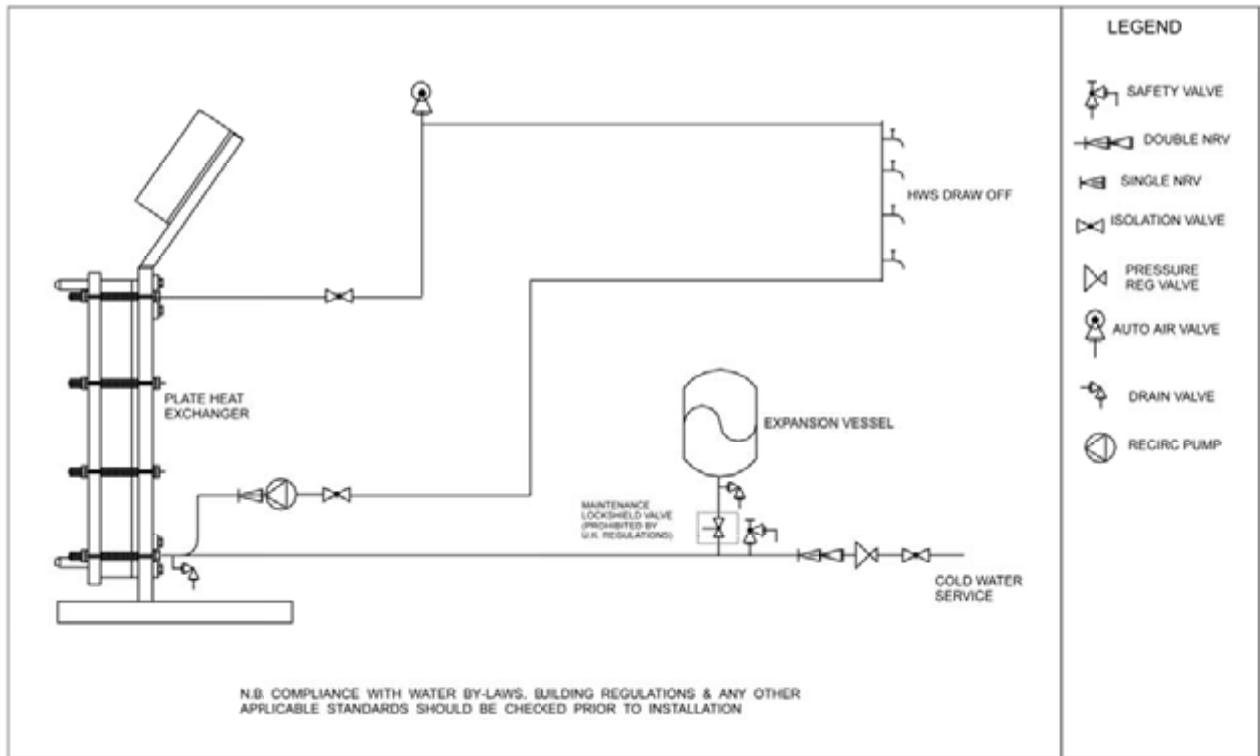 LEGEND
SAFETY VALVE
DOUBLE NRV
SINGLE NRV
ISOLATION VALVE
PRESSURE
REG VALVE
AUTO AIR VALVE
DRAIN VALVE
RECIRC PUMP
HWS DRAW OFF
PLATE HEAT
EXCHANGER
EXPANSION VESSEL
MAINTENANCE
LOCKSHIELD VALVE
(PROHIBITED BY
U.K. REGULATIONS)
COLD WATER
SERVICE
N.B. COMPLIANCE WITH WATER BY-LAWS, BUILDING REGULATIONS & ANY OTHER
APPLICABLE STANDARDS SHOULD BE CHECKED PRIOR TO INSTALLATION